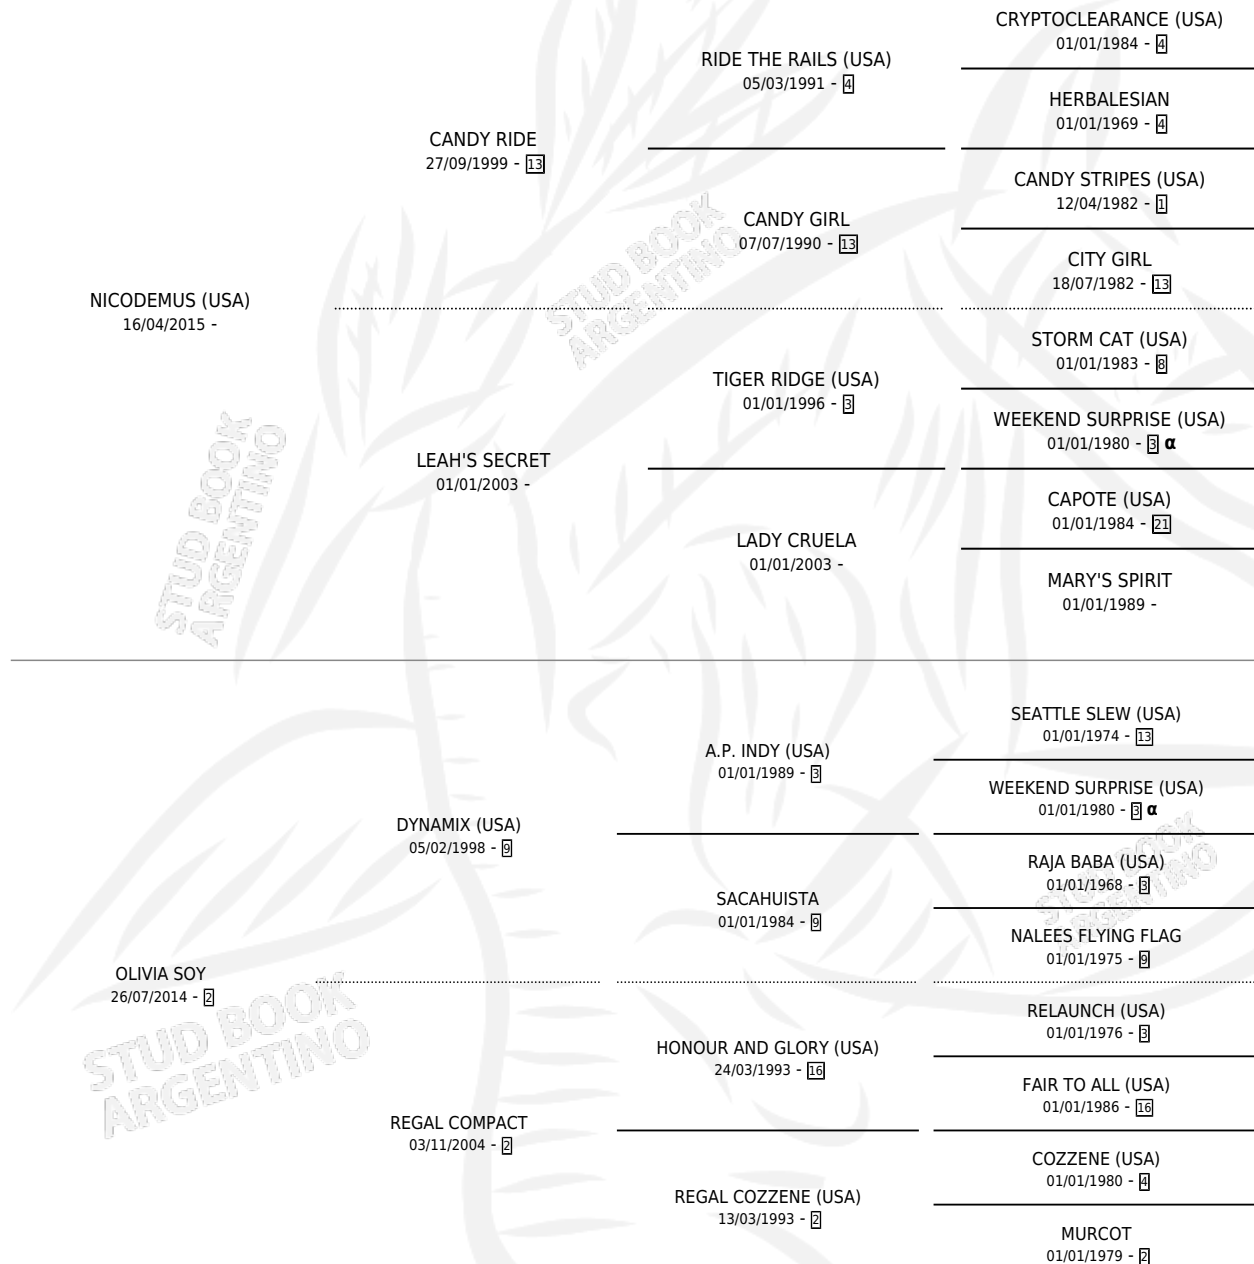 CRYPTOCLEARANCE (USA)
01/01/1984 - 4
RIDE THE RAILS (USA)
05/03/1991 - 4
HERBALESIAN
01/01/1969 - 4
CANDY RIDE
27/09/1999 - 13
CANDY STRIPES (USA)
12/04/1982 - 1
CANDY GIRL
07/07/1990 - 13
CITY GIRL
18/07/1982 - 13
NICODEMUS (USA)
16/04/2015 -
STORM CAT (USA)
01/01/1983 - 8
TIGER RIDGE (USA)
01/01/1996 - 3
WEEKEND SURPRISE (USA)
01/01/1980 - 3 α
LEAH'S SECRET
01/01/2003 -
CAPOTE (USA)
01/01/1984 - 21
LADY CRUELA
01/01/2003 -
MARY'S SPIRIT
01/01/1989 -
STUD BOOK
ARGENTINO
STUD BOOK
ARGENTINO
SEATTLE SLEW (USA)
01/01/1974 - 13
A.P. INDY (USA)
01/01/1989 - 3
WEEKEND SURPRISE (USA)
01/01/1980 - 3 α
DYNAMIX (USA)
05/02/1998 - 9
RAJA BABA (USA)
01/01/1968 - 3
SACAHUISTA
01/01/1984 - 9
NALEES FLYING FLAG
01/01/1975 - 9
OLIVIA SOY
26/07/2014 - 2
RELAUNCH (USA)
01/01/1976 - 3
HONOUR AND GLORY (USA)
24/03/1993 - 16
FAIR TO ALL (USA)
01/01/1986 - 16
REGAL COMPACT
03/11/2004 - 2
COZZENE (USA)
01/01/1980 - 4
REGAL COZZENE (USA)
13/03/1993 - 2
MURCOT
01/01/1979 - 2
STUD BOOK
ARGENTINO
STUD BOOK
ARGENTINO